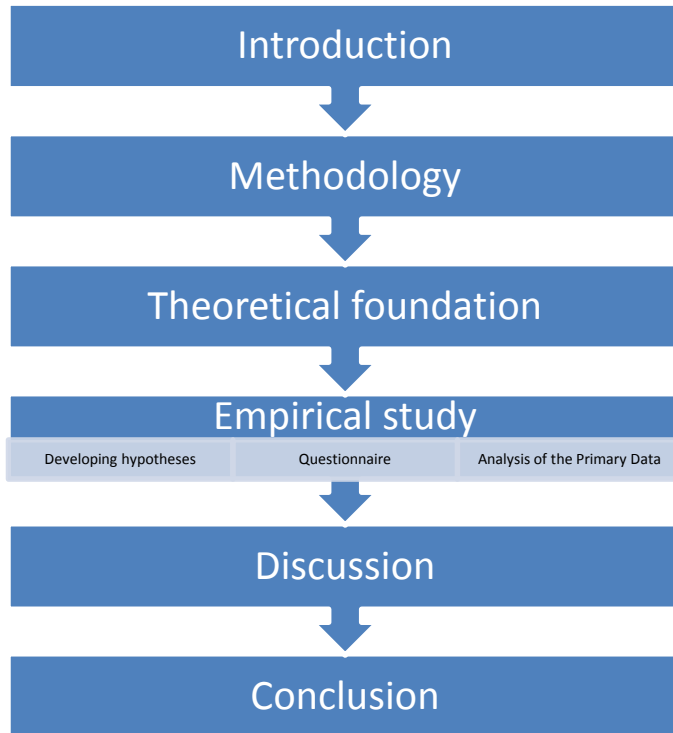 Introduction
Methodology
Theoretical foundation
Empirical study
Developing hypotheses Questionnaire Analysis of the Primary Data
Discussion
Conclusion